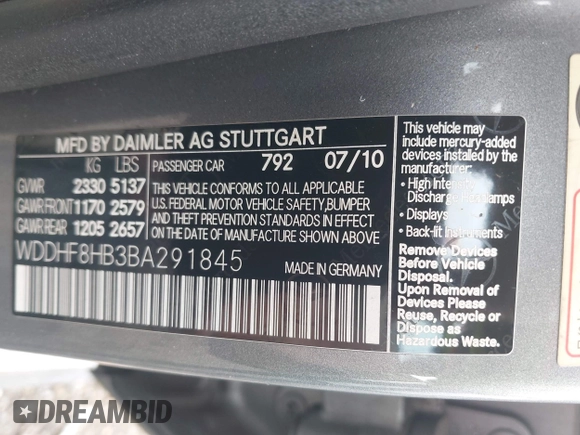 MFD BY DAIMLER AG STUTTGART
KG LBS
PASSENGER CAR 792 07/10
GVWR 2330 5137
GAWR FRONT 1170 2579
GAWR REAR 1205 2657
THIS VEHICLE CONFORMS TO ALL APPLICABLE
U.S. FEDERAL MOTOR VEHICLE SAFETY,BUMPER
AND THEFT PREVENTION STANDARDS IN EFFECT
ON THE DATE OF MANUFACTURE SHOWN ABOVE
WDDHF8HB3BA291845
MADE IN GERMANY
This vehicle may
include mercury-added
devices installed by the
manufacturer:
• High Intensity
Discharge Headlamps
• Displays
• Back-lit Instruments
Remove Devices
Before Vehicle
Disposal.
Upon Removal of
Devices Please
Reuse, Recycle or
Dispose as
Hazardous Waste.
DREAMBID